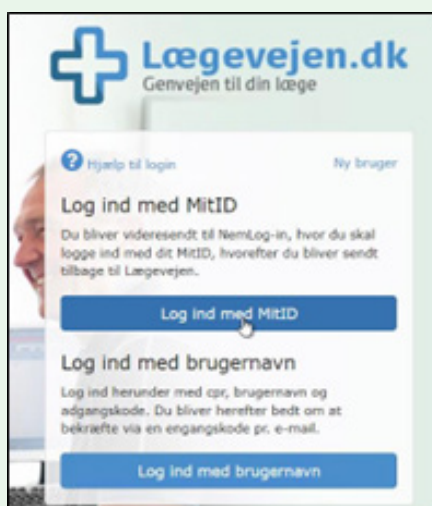 Lægevejen.dk
Genvejen til din læge
? Hjælp til login
Ny bruger
Log ind med MitID
Du bliver videresendt til NemLog-in, hvor du skal
logge ind med dit MitID, hvorefter du bliver sendt
tilbage til Lægevejen.
Log ind med MitID
Log ind med brugernavn
Log ind herunder med cpr, brugernavn og
adgangskode. Du bliver herefter bedt om at
bekræfte via en engangskode pr. e-mail.
Log ind med brugernavn